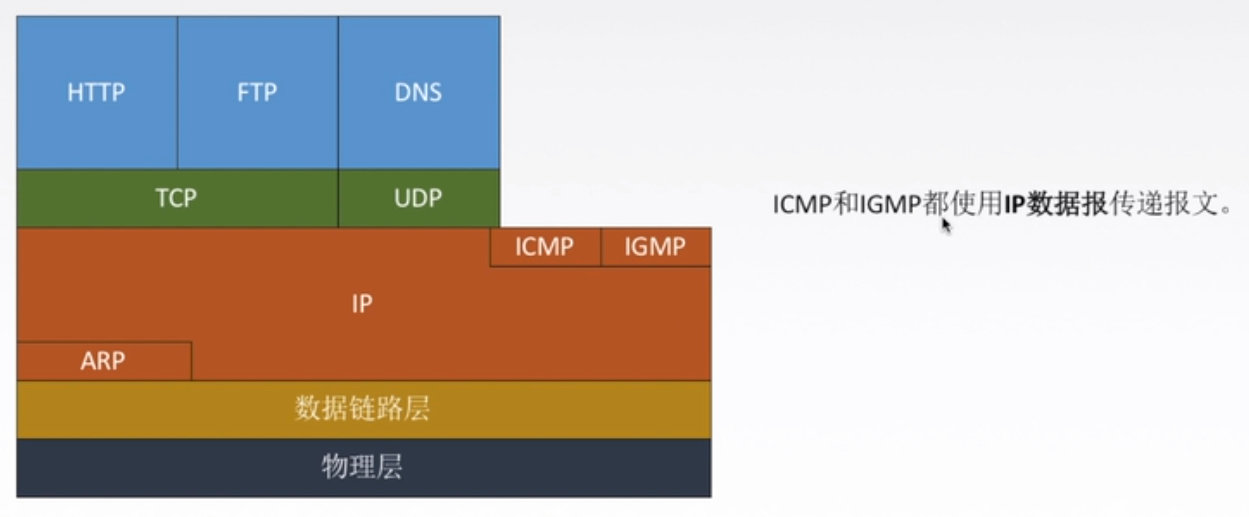 HTTP FTP DNS
TCP UDP
ICMP和IGMP都使用IP数据报传递报文。
ICMP IGMP
IP
ARP
数据链路层
物理层